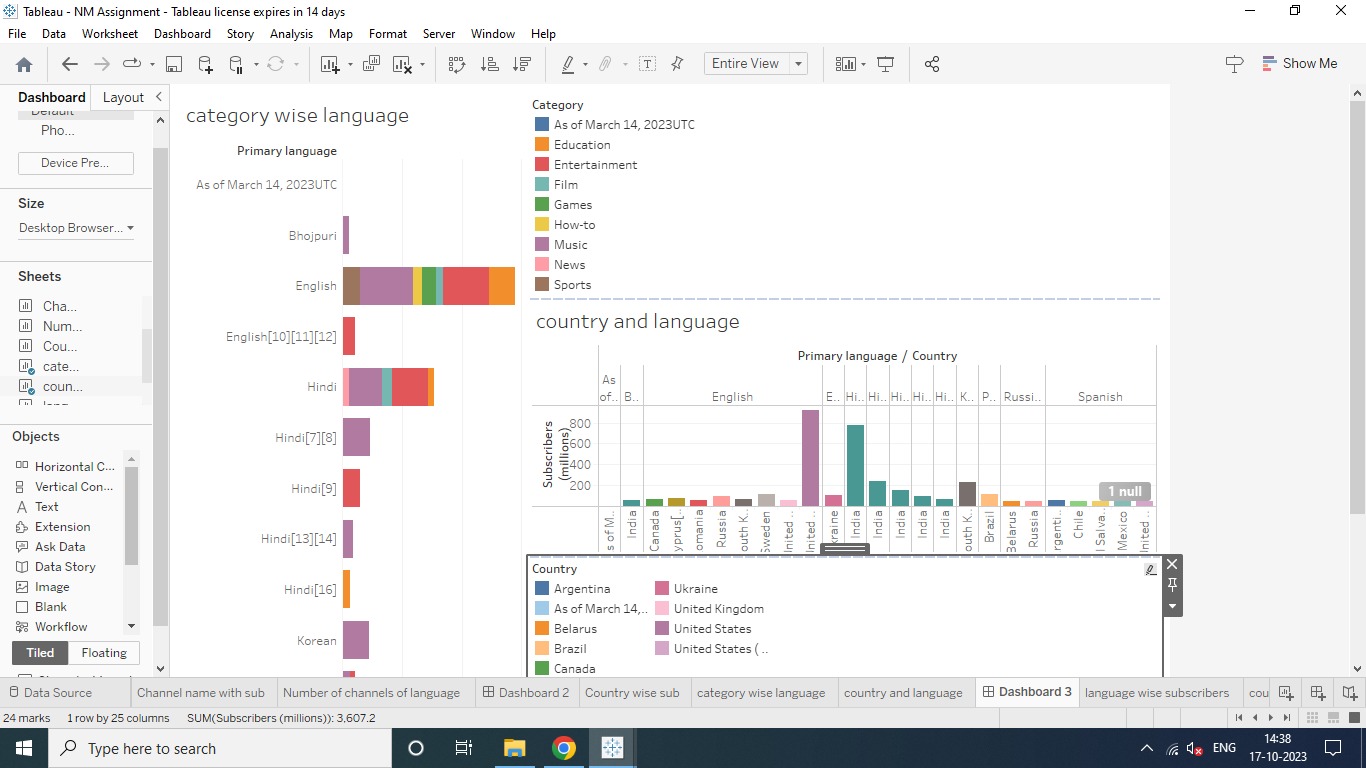 Tableau - NM Assignment - Tableau license expires in 14 days
File Data Worksheet Dashboard Story Analysis Map Format Server Window Help
Entire View
Show Me
Dashboard Layout
Default
Pho...
Device Pre...
Size
Desktop Browser...
Sheets
Cha...
Num...
Cou...
cate...
coun...
Objects
Horizontal C...
Vertical Con...
Text
Extension
Ask Data
Data Story
Image
Blank
Workflow
Tiled Floating
category wise language
Primary language
As of March 14, 2023UTC
Bhojpuri
English
English[10][11][12]
Hindi
Hindi[7][8]
Hindi[9]
Hindi[13][14]
Hindi[16]
Korean
Category
As of March 14, 2023UTC
Education
Entertainment
Film
Games
How-to
Music
News
Sports
country and language
Primary language / Country
As of.. B.. English E.. Hi.. Hi.. Hi.. Hi.. Hi.. K.. P.. Russi.. Spanish
Subscribers (millions)
800
600
400
200
1 null
s of M.. India Canada yprus[.. omania Russia outh K.. Sweden Jnited .. United .. kraine India India India India India outh K.. Brazil Belarus Russia rgenti.. Chile l Salva.. Mexico United ..
Country
Argentina
As of March 14,..
Belarus
Brazil
Canada
Ukraine
United Kingdom
United States
United States ( ..
Data Source Channel name with sub Number of channels of language Dashboard 2 Country wise sub category wise language country and language Dashboard 3 language wise subscribers cou
24 marks 1 row by 25 columns SUM(Subscribers (millions)): 3,607.2
Type here to search
ENG
14:38
17-10-2023